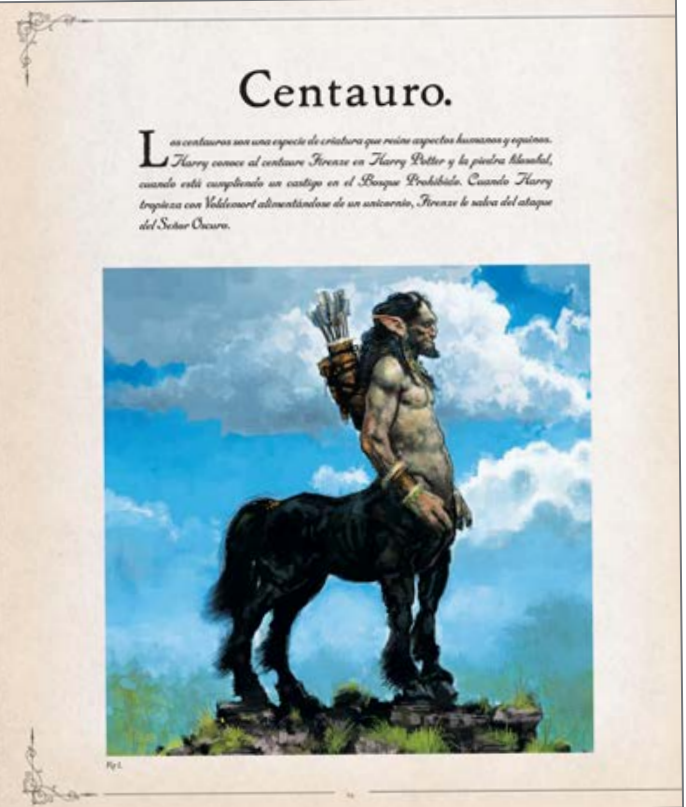 Centauro.
Los centauros son una especie de criatura que reúne aspectos humanos y equinos.
Harry conoce al centauro Firenze en Harry Potter y la piedra filosofal,
cuando está cumpliendo un castigo en el Bosque Prohibido. Cuando Harry
tropieza con Voldemort alimentándose de un unicornio, Firenze le salva del ataque
del Señor Oscuro.
Fig 1.